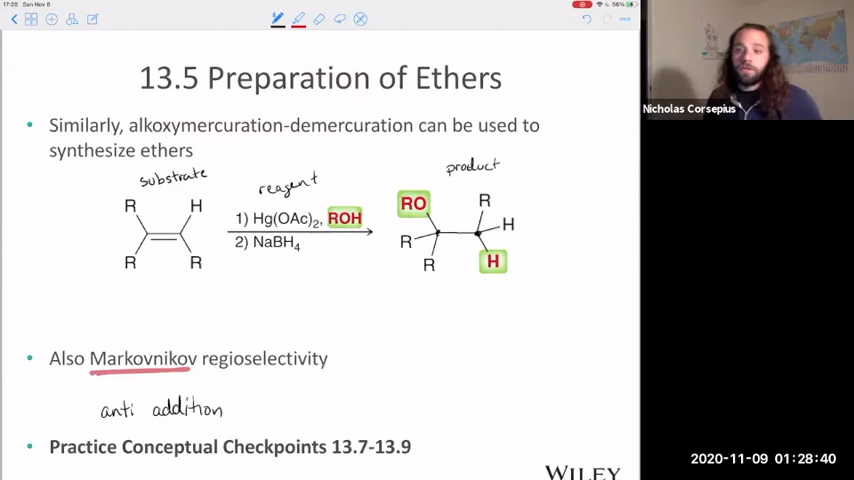 17:28 Sun Nov 8
56%
13.5 Preparation of Ethers
Nicholas Corsepius
• Similarly, alkoxymercuration-demercuration can be used to
synthesize ethers
substrate
reagent
product
R H
R R
1) Hg(OAc)2, ROH
2) NaBH4
RO R
H
R
R H
• Also Markovnikov regioselectivity
anti addition
• Practice Conceptual Checkpoints 13.7-13.9
WILEY
2020-11-09 01:28:40